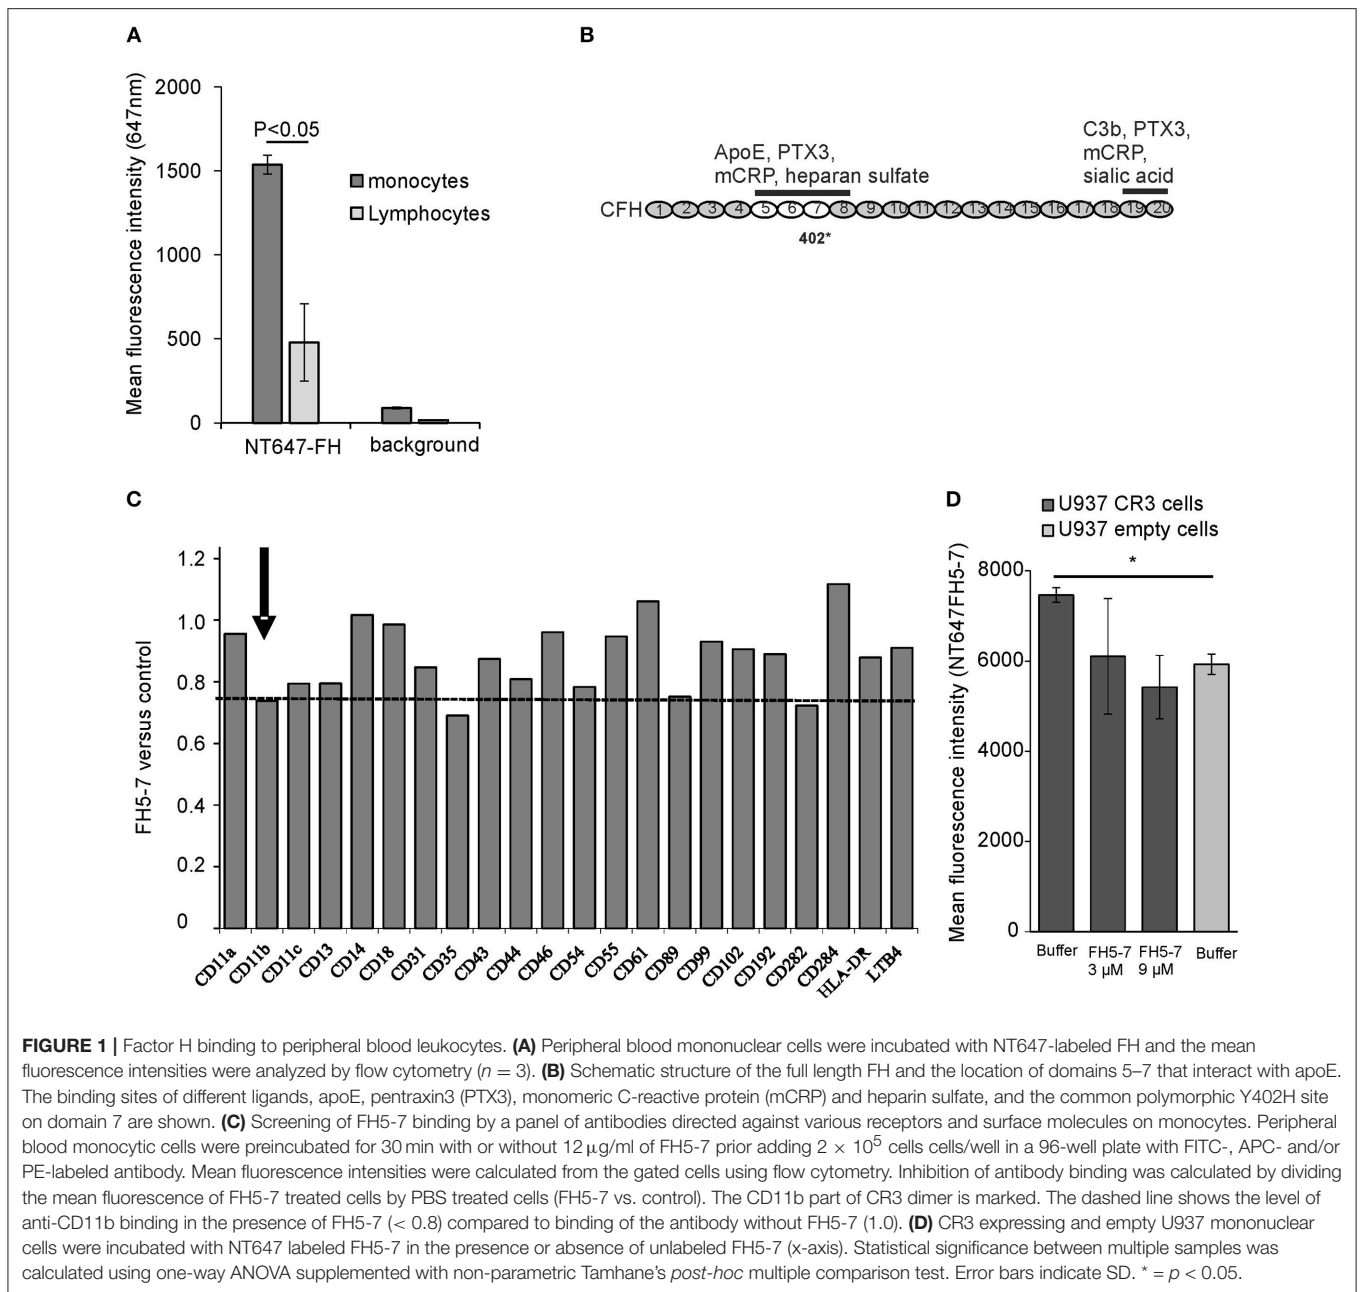 A
Mean fluorescence intensity (647nm)
2000
1500
1000
500
0
P<0.05
monocytes
Lymphocytes
NT647-FH
background
B
ApoE, PTX3,
mCRP, heparan sulfate
C3b, PTX3,
mCRP,
sialic acid
CFH 1 2 3 4 5 6 7 8 9 10 11 12 13 14 15 16 17 18 19 20
402*
C
FH5-7 versus control
1.2
1.0
0.8
0.6
0.4
0.2
0
CD11a
CD11b
CD11c
CD13
CD14
CD18
CD31
CD35
CD43
CD44
CD46
CD54
CD55
CD61
CD89
CD99
CD102
CD192
CD282
CD284
HLA-DR
LTB4
D
U937 CR3 cells
U937 empty cells
Mean fluorescence intensity (NT647FH5-7)
8000
6000
4000
2000
0
*
Buffer
FH5-7
3 µM
FH5-7
9 µM
Buffer
FIGURE 1 | Factor H binding to peripheral blood leukocytes. (A) Peripheral blood mononuclear cells were incubated with NT647-labeled FH and the mean
fluorescence intensities were analyzed by flow cytometry (n = 3). (B) Schematic structure of the full length FH and the location of domains 5–7 that interact with apoE.
The binding sites of different ligands, apoE, pentraxin3 (PTX3), monomeric C-reactive protein (mCRP) and heparin sulfate, and the common polymorphic Y402H site
on domain 7 are shown. (C) Screening of FH5-7 binding by a panel of antibodies directed against various receptors and surface molecules on monocytes. Peripheral
blood monocytic cells were preincubated for 30 min with or without 12 µg/ml of FH5-7 prior adding 2 × 10⁵ cells cells/well in a 96-well plate with FITC-, APC- and/or
PE-labeled antibody. Mean fluorescence intensities were calculated from the gated cells using flow cytometry. Inhibition of antibody binding was calculated by dividing
the mean fluorescence of FH5-7 treated cells by PBS treated cells (FH5-7 vs. control). The CD11b part of CR3 dimer is marked. The dashed line shows the level of
anti-CD11b binding in the presence of FH5-7 (< 0.8) compared to binding of the antibody without FH5-7 (1.0). (D) CR3 expressing and empty U937 mononuclear
cells were incubated with NT647 labeled FH5-7 in the presence or absence of unlabeled FH5-7 (x-axis). Statistical significance between multiple samples was
calculated using one-way ANOVA supplemented with non-parametric Tamhane's post-hoc multiple comparison test. Error bars indicate SD. * = p < 0.05.